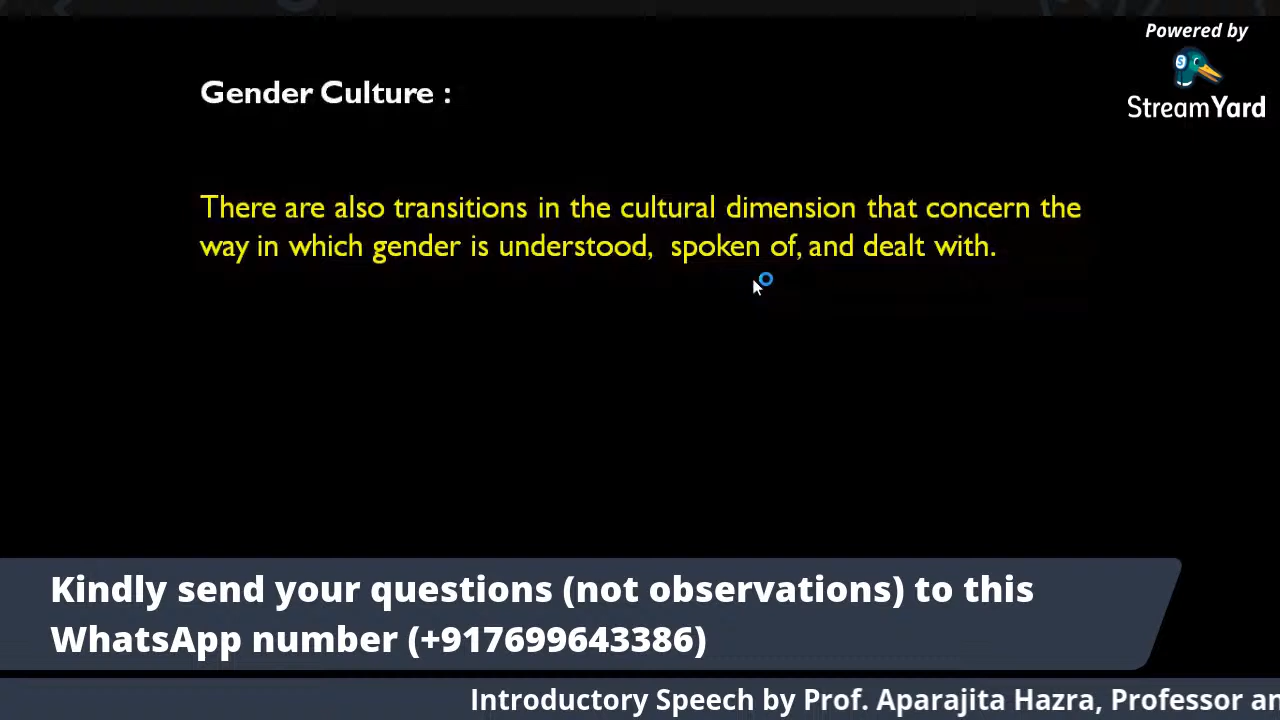 Powered by
StreamYard
Gender Culture :
There are also transitions in the cultural dimension that concern the
way in which gender is understood, spoken of, and dealt with.
Kindly send your questions (not observations) to this
WhatsApp number (+917699643386)
Introductory Speech by Prof. Aparajita Hazra, Professor an